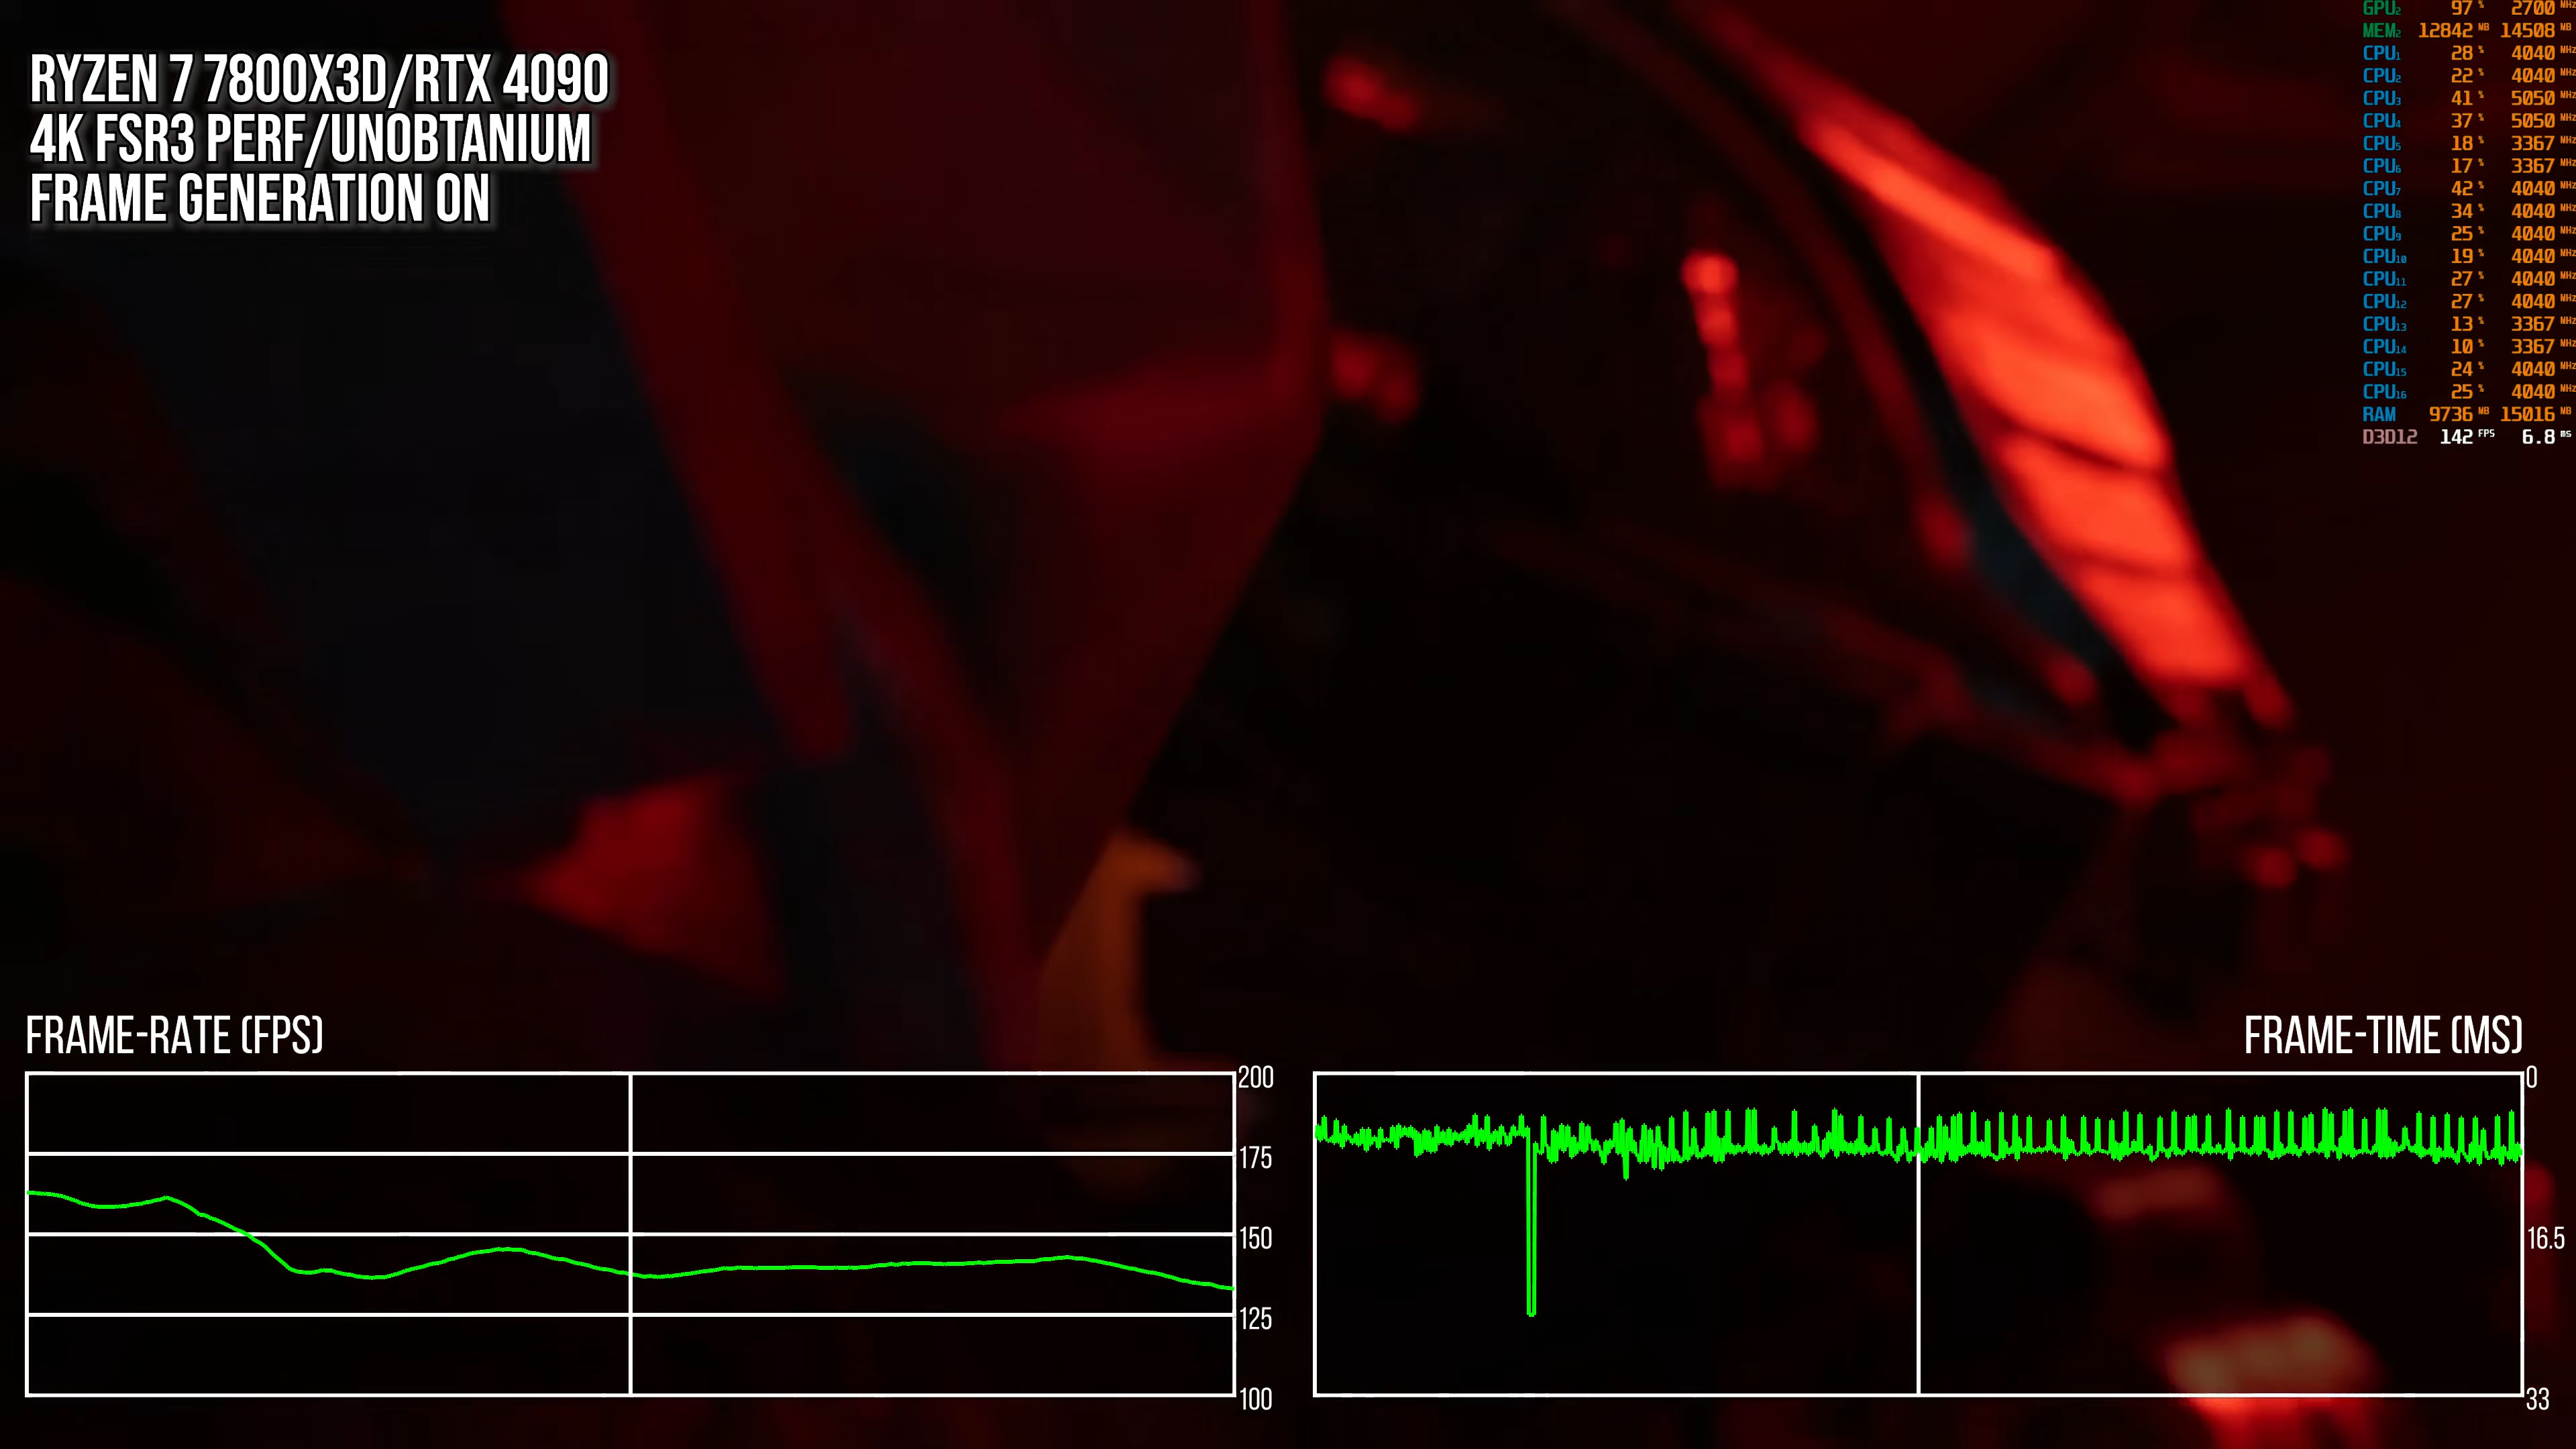 RYZEN 7 7800X3D/RTX 4090
4K FSR3 PERF/UNOBTANIUM
FRAME GENERATION ON
GPU2 97 % 2700 MHz
MEM2 12842 MB 14508 MB
CPU1 28 % 4040 MHz
CPU2 22 % 4040 MHz
CPU3 41 % 5050 MHz
CPU4 37 % 5050 MHz
CPU5 18 % 3367 MHz
CPU6 17 % 3367 MHz
CPU7 42 % 4040 MHz
CPU8 34 % 4040 MHz
CPU9 25 % 4040 MHz
CPU10 19 % 4040 MHz
CPU11 27 % 4040 MHz
CPU12 27 % 4040 MHz
CPU13 13 % 3367 MHz
CPU14 10 % 3367 MHz
CPU15 24 % 4040 MHz
CPU16 25 % 4040 MHz
RAM 9736 MB 15016 MB
D3D12 142 FPS 6.8 ms
FRAME-RATE (FPS)
200
175
150
125
100
FRAME-TIME (MS)
0
16.5
33